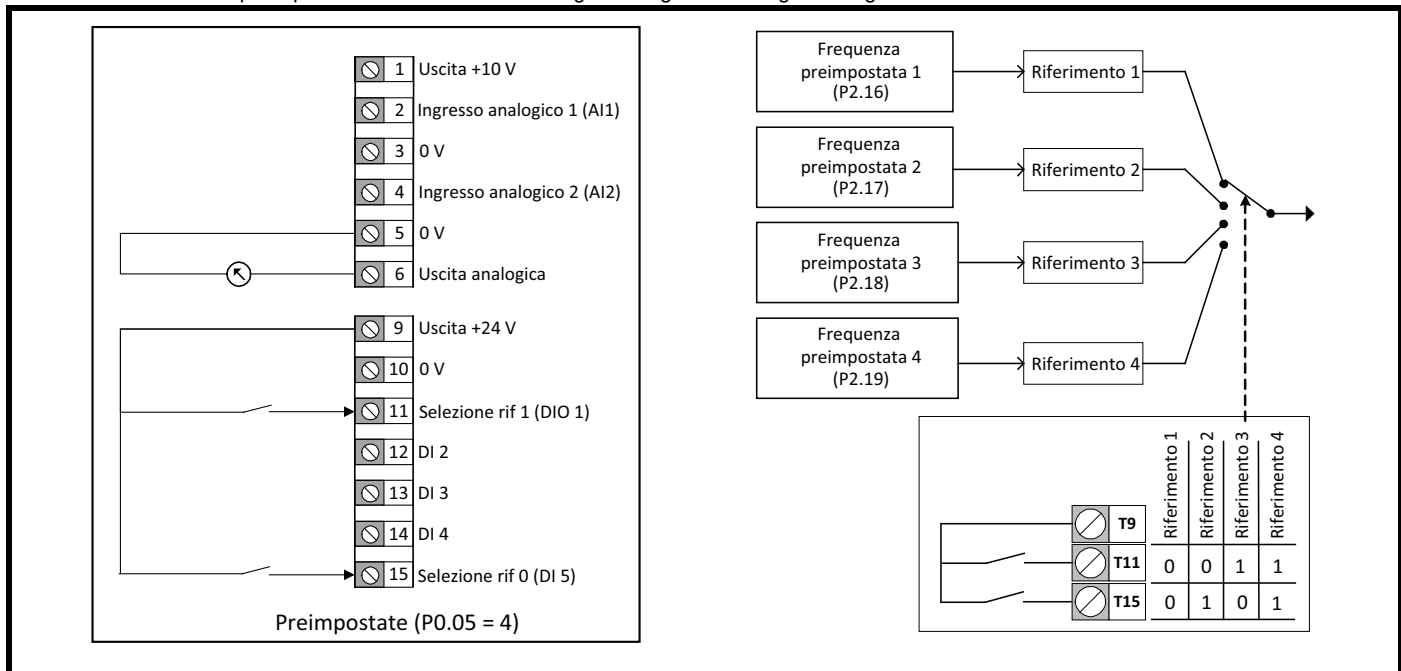 1 Uscita +10 V
2 Ingresso analogico 1 (AI1)
3 0 V
4 Ingresso analogico 2 (AI2)
5 0 V
6 Uscita analogica
9 Uscita +24 V
10 0 V
11 Selezione rif 1 (DIO 1)
12 DI 2
13 DI 3
14 DI 4
15 Selezione rif 0 (DI 5)
Preimpostate (P0.05 = 4)
Frequenza
preimpostata 1
(P2.16)
Riferimento 1
Frequenza
preimpostata 2
(P2.17)
Riferimento 2
Frequenza
preimpostata 3
(P2.18)
Riferimento 3
Frequenza
preimpostata 4
(P2.19)
Riferimento 4
Riferimento 1
Riferimento 2
Riferimento 3
Riferimento 4
T9
T11 0 0 1 1
T15 0 1 0 1